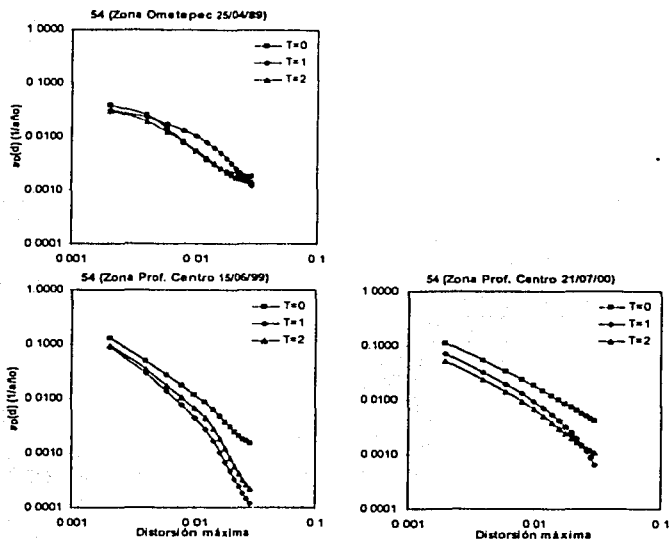 54 (Zona Ometepec 25/04/89)
1 0000
0 1000
0 0100
0 0010
0 0001
νD(d) (1/año)
T=0
T=1
T=2
0 001
0 01
0 1
54 (Zona Prof. Centro 15/06/99)
1 0000
0 1000
0 0100
0 0010
0 0001
νD(d) (1/año)
T=0
T=1
T=2
0 001
0 01
0 1
Distorsión máxima
54 (Zona Prof. Centro 21/07/00)
1 0000
0 1000
0 0100
0 0010
0 0001
T=0
T=1
T=2
0 001
0 01
0 1
Distorsión máxima